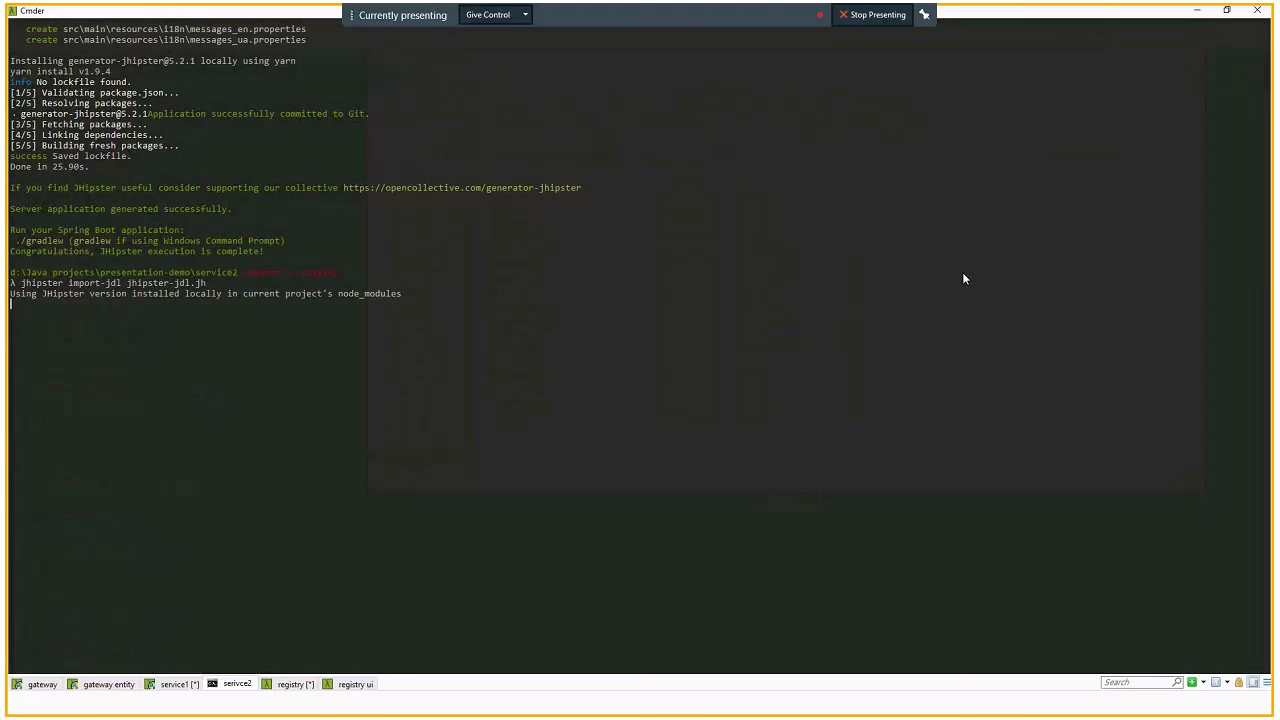 Cmder
Currently presenting
Give Control
Stop Presenting
create src\main\resources\i18n\messages_en.properties
create src\main\resources\i18n\messages_ua.properties
Installing generator-jhipster@5.2.1 locally using yarn
yarn install v1.9.4
info No lockfile found.
[1/5] Validating package.json...
[2/5] Resolving packages...
· generator-jhipster@5.2.1Application successfully committed to Git.
[3/5] Fetching packages...
[4/5] Linking dependencies...
[5/5] Building fresh packages...
success Saved lockfile.
Done in 25.90s.
If you find JHipster useful consider supporting our collective https://opencollective.com/generator-jhipster
Server application generated successfully.
Run your Spring Boot application:
./gradlew (gradlew if using Windows Command Prompt)
Congratulations, JHipster execution is complete!
d:\Java projects\presentation-demo\service2
λ jhipster import-jdl jhipster-jdl.jh
Using JHipster version installed locally in current project's node_modules
gateway
gateway entity
service1 [*]
serivce2
registry [*]
registry ui
Search